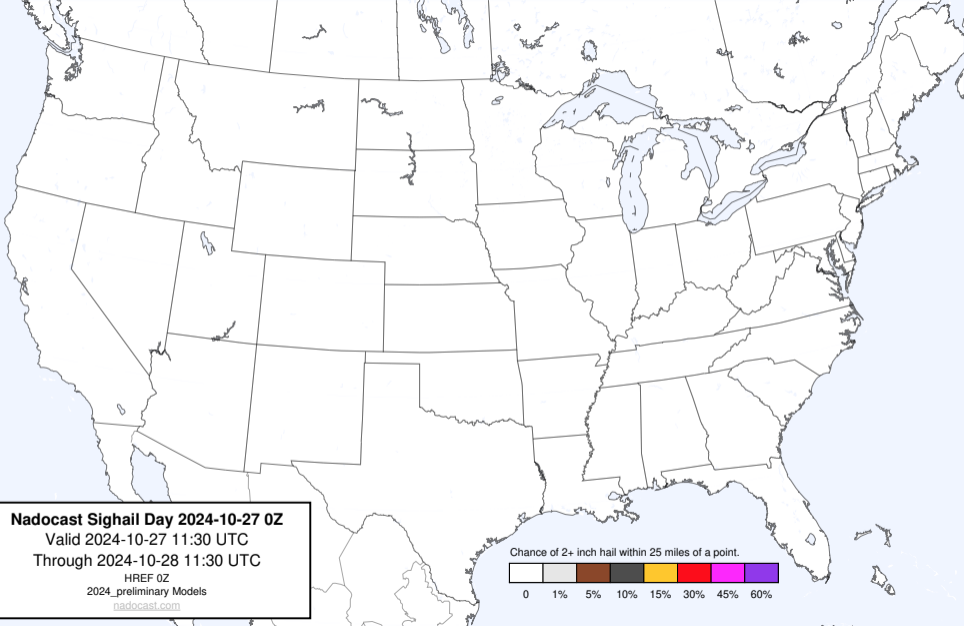 Nadocast Sighail Day 2024-10-27 0Z
Valid 2024-10-27 11:30 UTC
Through 2024-10-28 11:30 UTC
HREF 0Z
2024_preliminary Models
nadocast.com
Chance of 2+ inch hail within 25 miles of a point.
0 1% 5% 10% 15% 30% 45% 60%